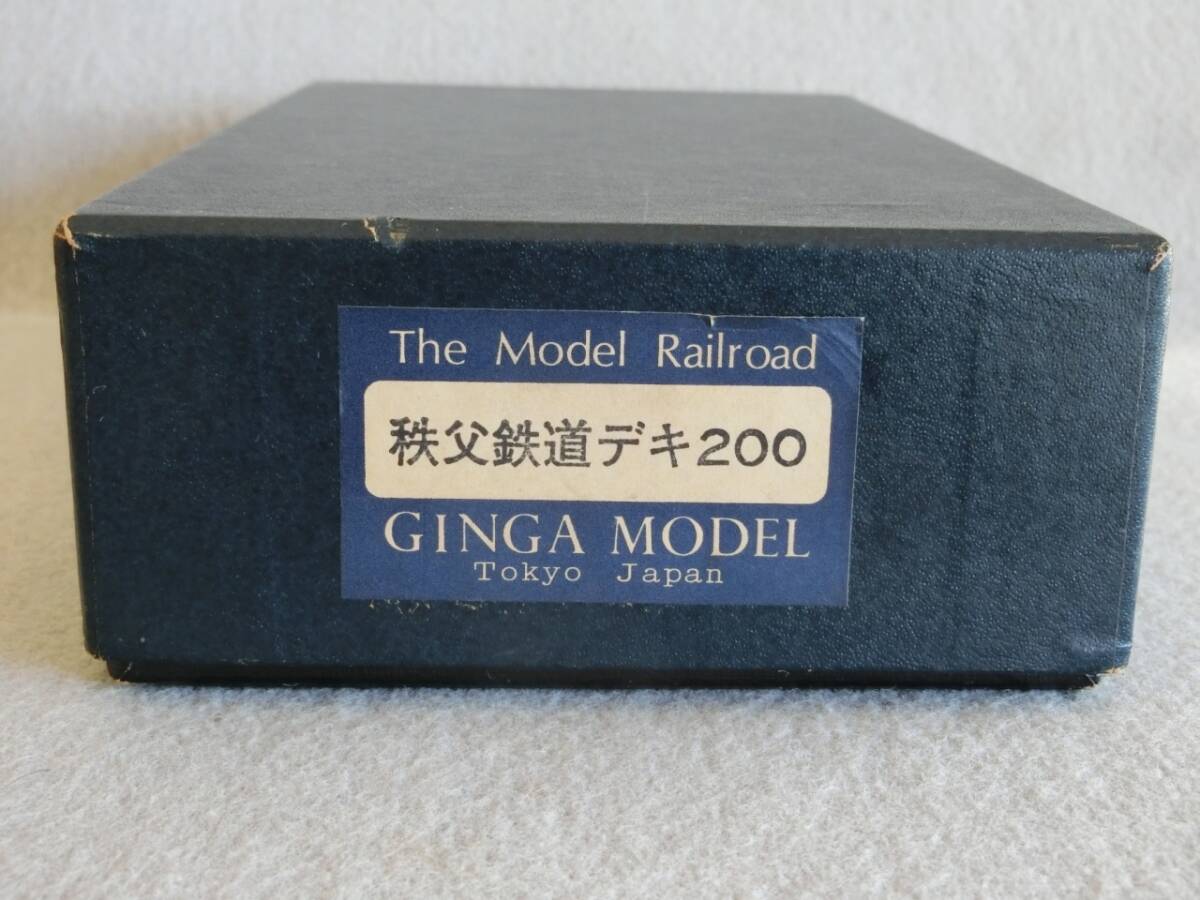 The Model Railroad
秩父鉄道デキ200
GINGA MODEL
Tokyo Japan